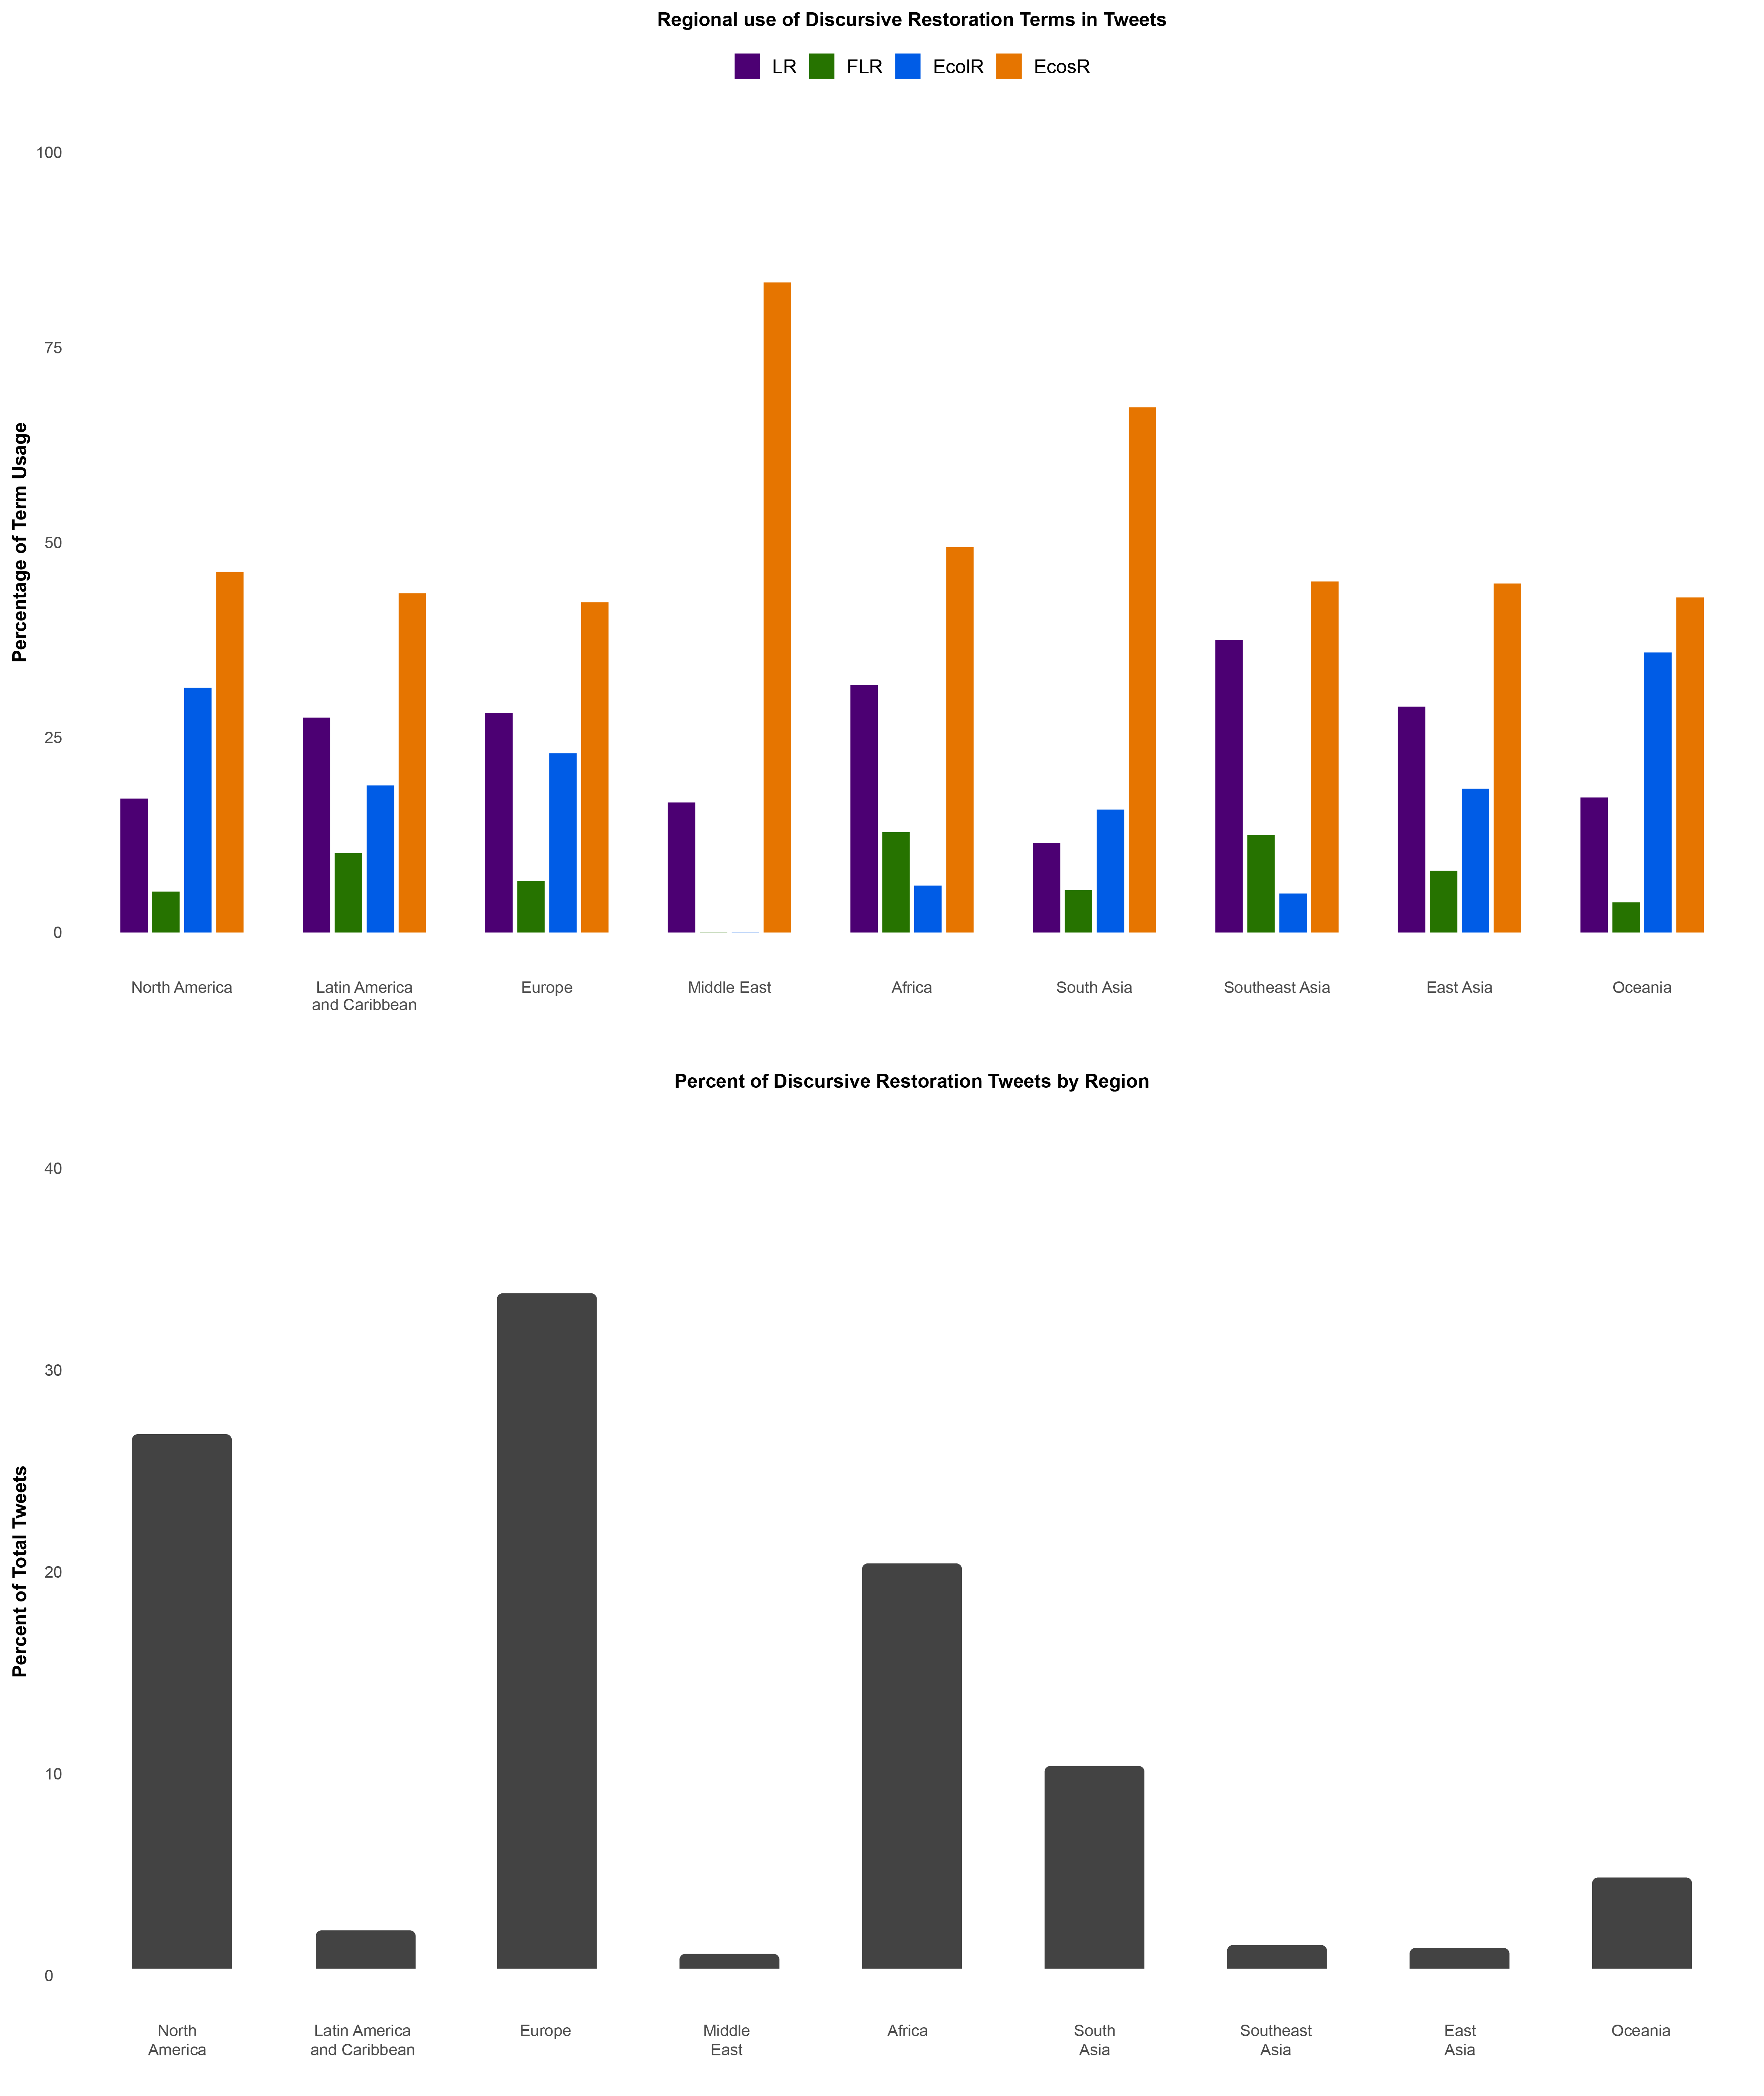 Regional use of Discursive Restoration Terms in Tweets
LR FLR EcolR EcosR
Percentage of Term Usage
100
75
50
25
0
North America
Latin America
and Caribbean
Europe
Middle East
Africa
South Asia
Southeast Asia
East Asia
Oceania
Percent of Discursive Restoration Tweets by Region
Percent of Total Tweets
40
30
20
10
0
North
America
Latin America
and Caribbean
Europe
Middle
East
Africa
South
Asia
Southeast
Asia
East
Asia
Oceania